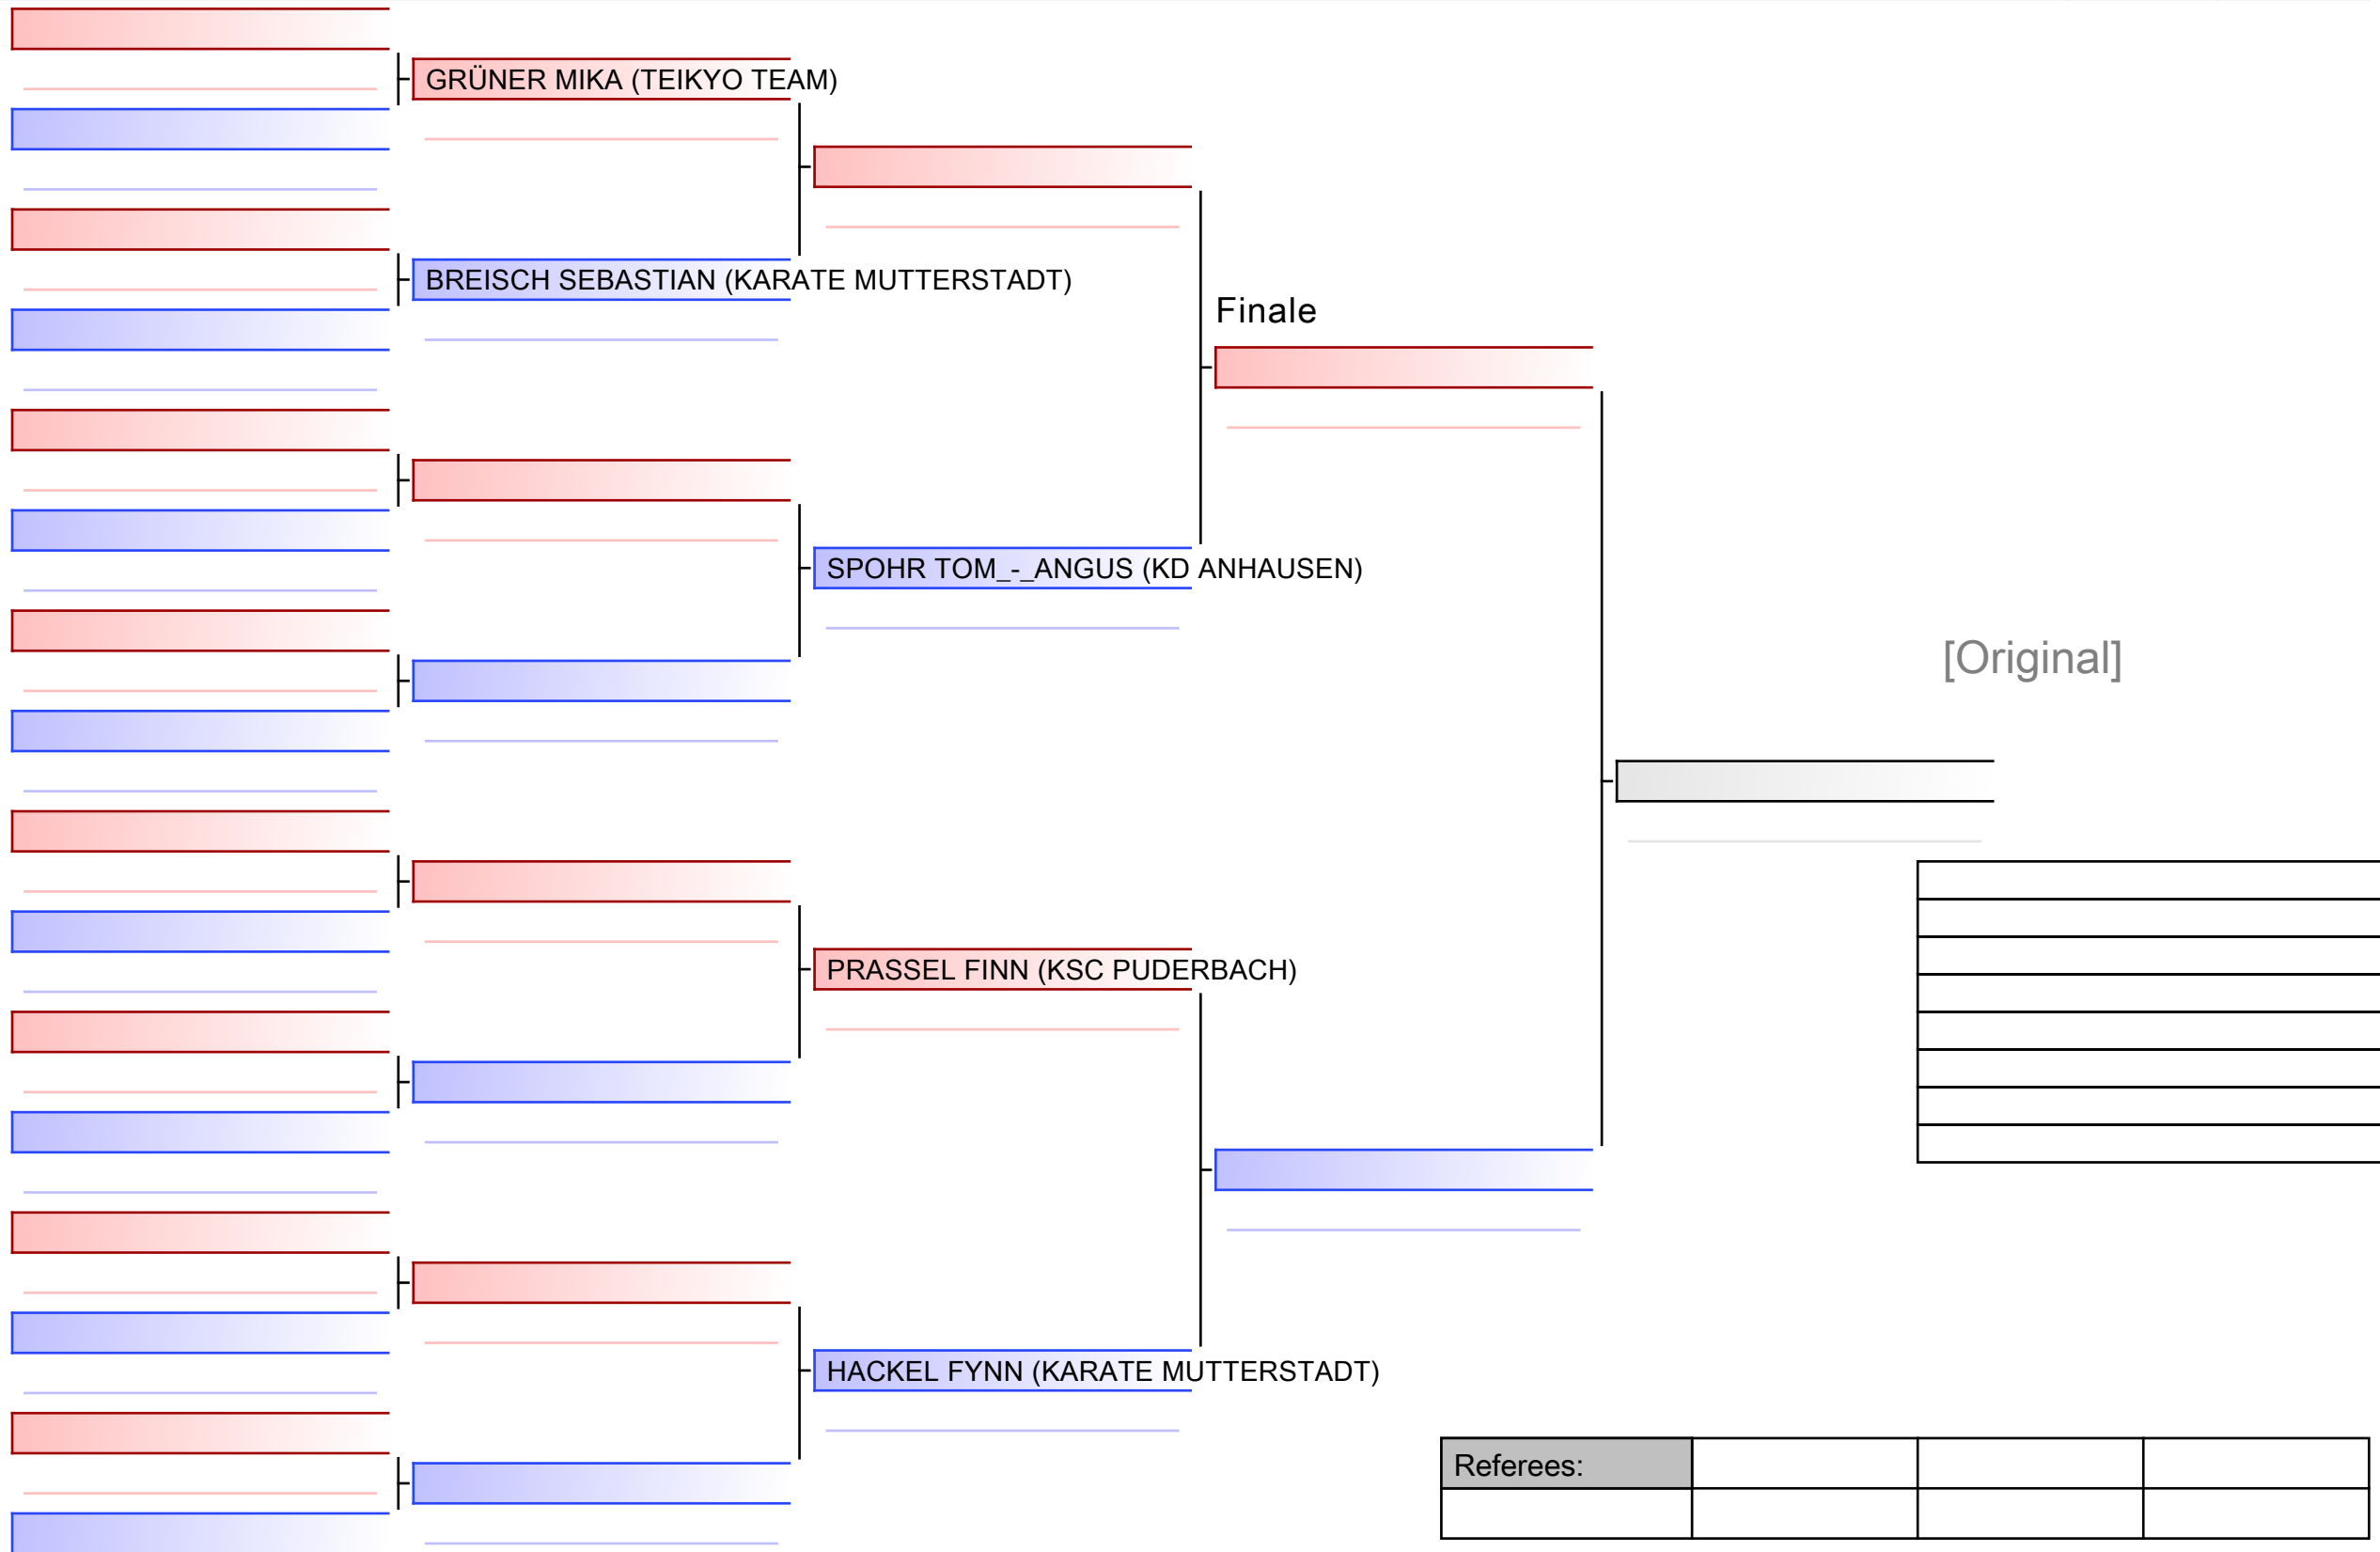 GRÜNER MIKA (TEIKYO TEAM)
BREISCH SEBASTIAN (KARATE MUTTERSTADT)
Finale
SPOHR TOM_-_ANGUS (KD ANHAUSEN)
[Original]
PRASSEL FINN (KSC PUDERBACH)
HACKEL FYNN (KARATE MUTTERSTADT)
Referees: